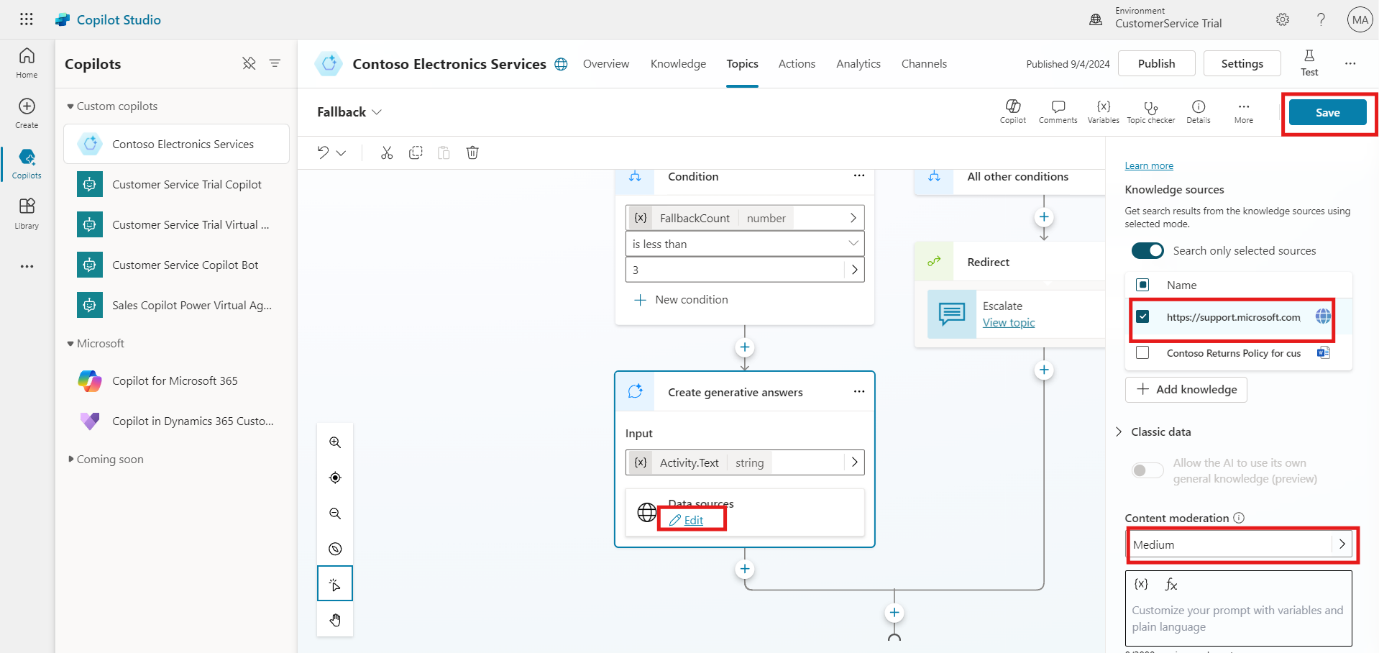 Copilot Studio
Environment
CustomerService Trial
?
MA
Home
Create
Copilots
Library
Copilots
Custom copilots
Contoso Electronics Services
Customer Service Trial Copilot
Customer Service Trial Virtual ...
Customer Service Copilot Bot
Sales Copilot Power Virtual Ag...
Microsoft
Copilot for Microsoft 365
Copilot in Dynamics 365 Custo...
Coming soon
Contoso Electronics Services
Overview
Knowledge
Topics
Actions
Analytics
Channels
Published 9/4/2024
Publish
Settings
Test
Fallback
Copilot
Comments
{x}
Variables
Topic checker
Details
More
Save
Condition
{x} FallbackCount number
is less than
3
New condition
All other conditions
Redirect
Escalate
View topic
Create generative answers
Input
{x} Activity.Text string
Data sources
Edit
Learn more
Knowledge sources
Get search results from the knowledge sources using
selected mode.
Search only selected sources
Name
https://support.microsoft.com
Contoso Returns Policy for cus
Add knowledge
Classic data
Allow the AI to use its own
general knowledge (preview)
Content moderation
Medium
{x} fx
Customize your prompt with variables and
plain language